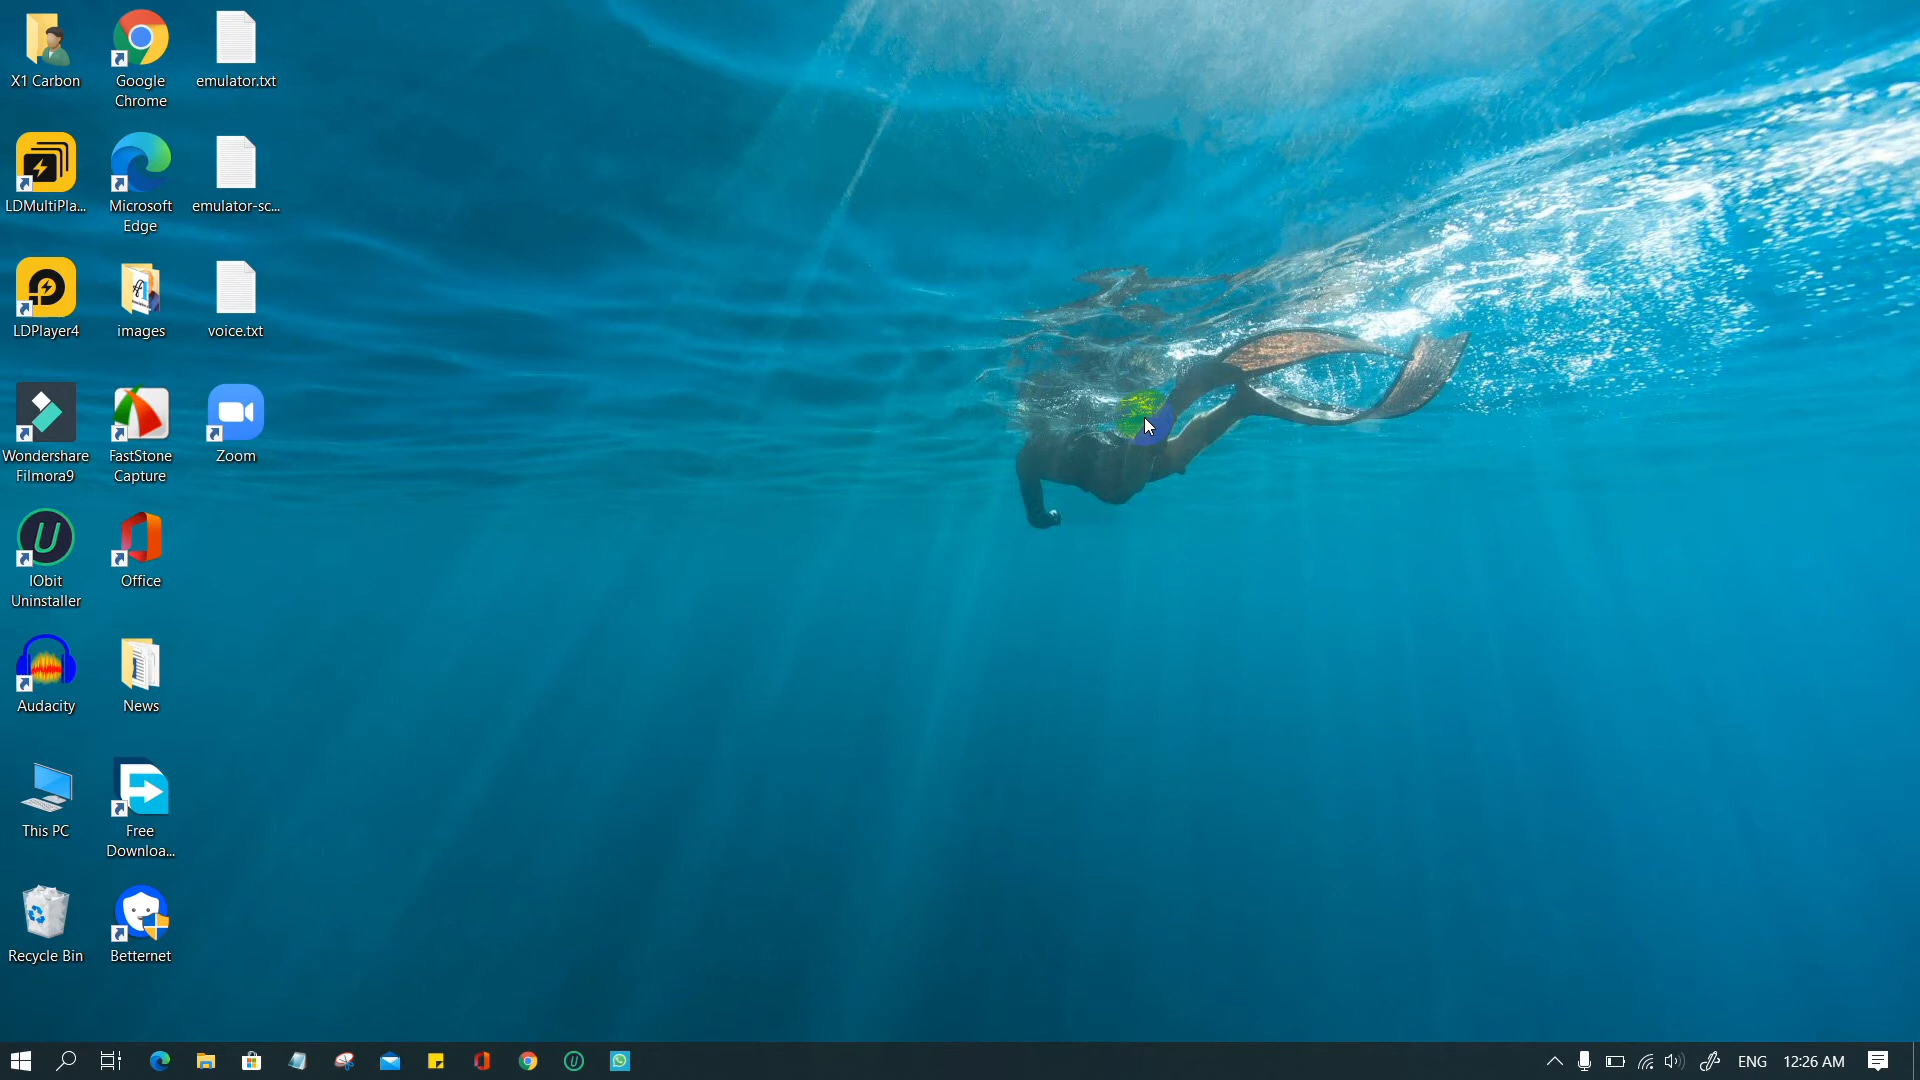 X1 Carbon
Google
Chrome
emulator.txt
LDMultiPla...
Microsoft
Edge
emulator-sc...
LDPlayer4
images
voice.txt
Wondershare
Filmora9
FastStone
Capture
Zoom
IObit
Uninstaller
Office
Audacity
News
This PC
Free
Downloa...
Recycle Bin
Betternet
ENG
12:26 AM